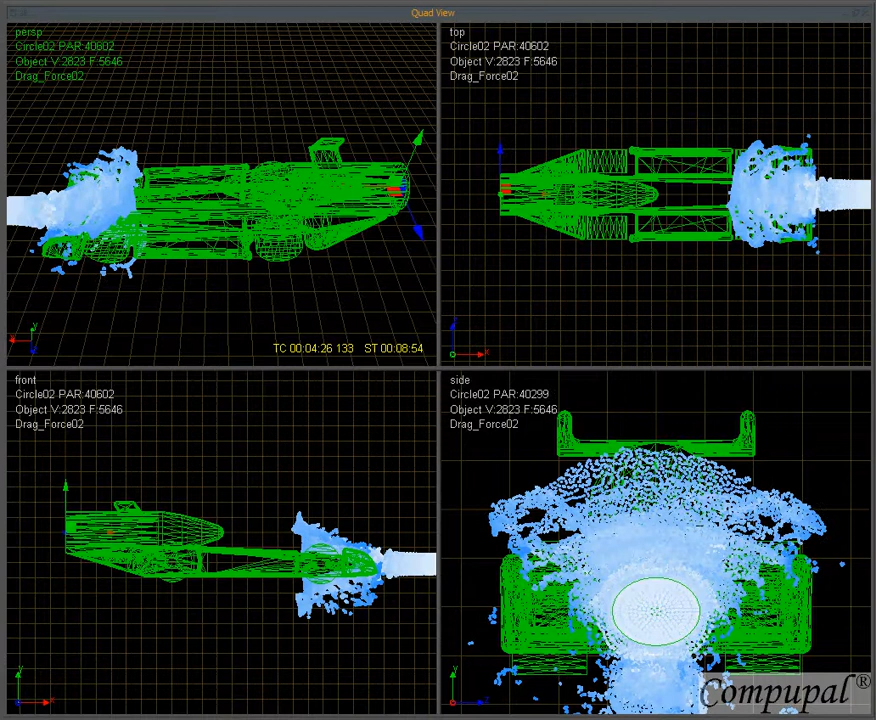 Quad View
persp
Circle02 PAR:40602
Object V:2823 F:5646
Drag_Force02
y
x
TC 00:04:26 133 ST 00:08:54
top
Circle02 PAR:40602
Object V:2823 F:5646
Drag_Force02
x
front
Circle02 PAR:40602
Object V:2823 F:5646
Drag_Force02
y
x
side
Circle02 PAR:40299
Object V:2823 F:5646
Drag_Force02
y
Compupal®